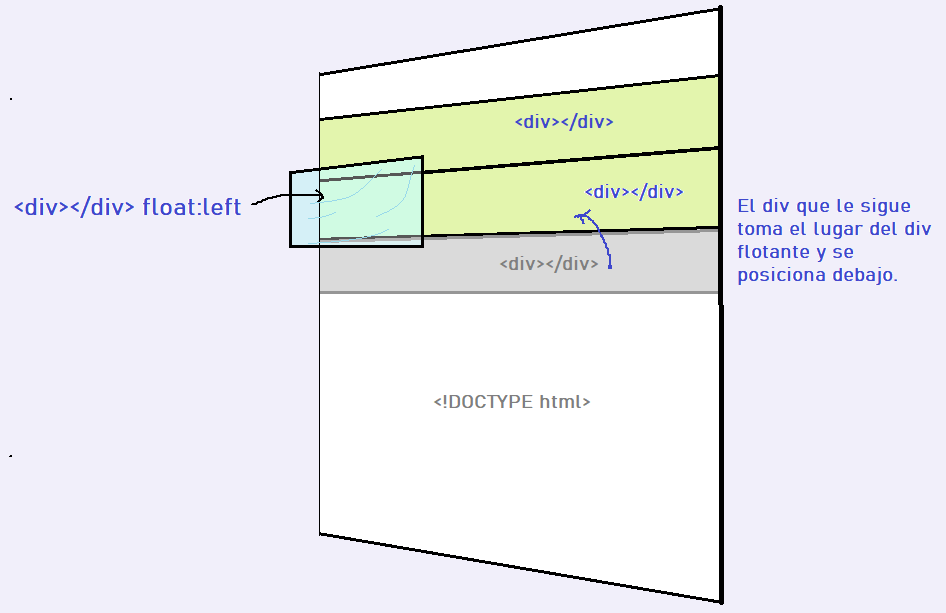 <div></div>
<div></div>
<div></div> float:left
El div que le sigue
toma el lugar del div
flotante y se
posiciona debajo.
<div></div>
<!DOCTYPE html>